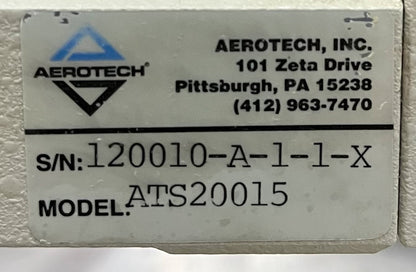 AEROTECH®
AEROTECH, INC.
101 Zeta Drive
Pittsburgh, PA 15238
(412) 963-7470
S/N: 120010-A-1-1-X
MODEL: ATS20015